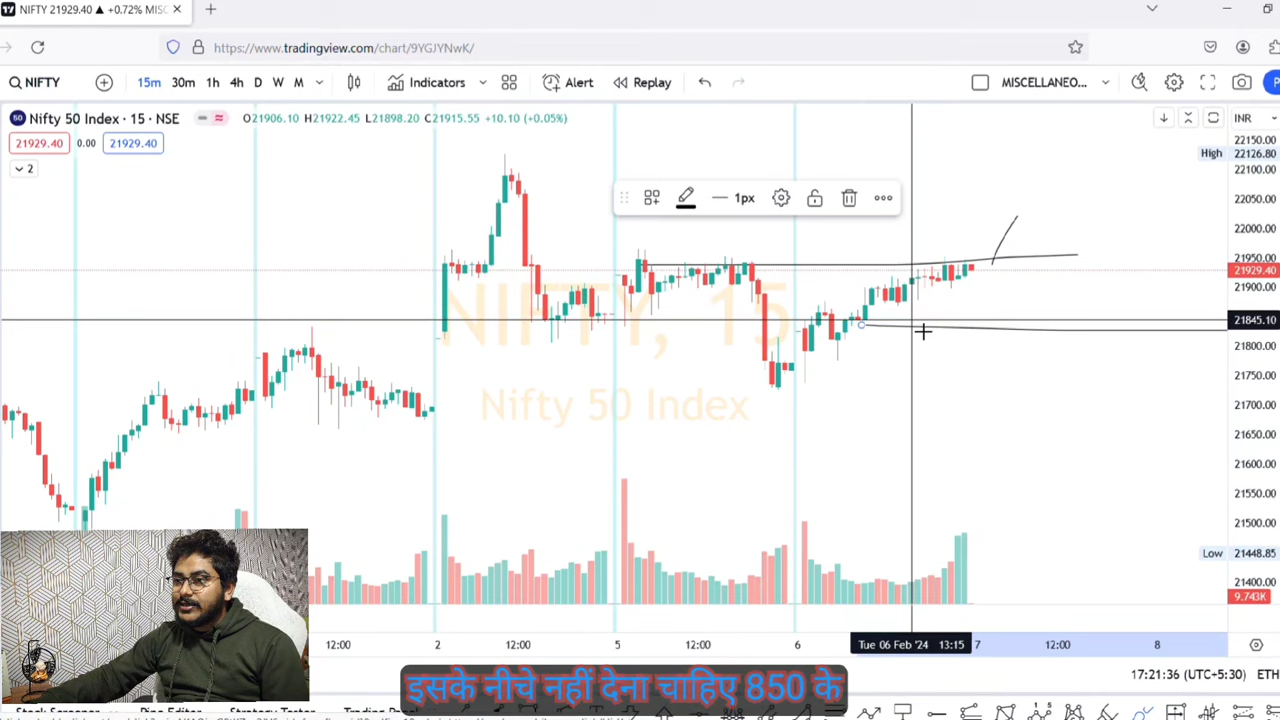 NIFTY 21929.40 ▲ +0.72% MISC
https://www.tradingview.com/chart/9YGJYNwK/
NIFTY 15m 30m 1h 4h D W M Indicators Alert Replay MISCELLANEO...
Nifty 50 Index · 15 · NSE O21906.10 H21922.45 L21898.20 C21915.55 +10.10 (+0.05%) INR
21929.40 0.00 21929.40
2
1px
22150.00
High 22126.80
22100.00
22050.00
22000.00
21950.00
21929.40
21900.00
21845.10
21800.00
21750.00
21700.00
21650.00
21600.00
21550.00
21500.00
Low 21448.85
21400.00
9.743K
NIFTY, 15
Nifty 50 Index
12:00 2 12:00 5 12:00 6 Tue 06 Feb '24 13:15 7 12:00 8
इसके नीचे नहीं देना चाहिए 850 के
17:21:36 (UTC+5:30) ETH